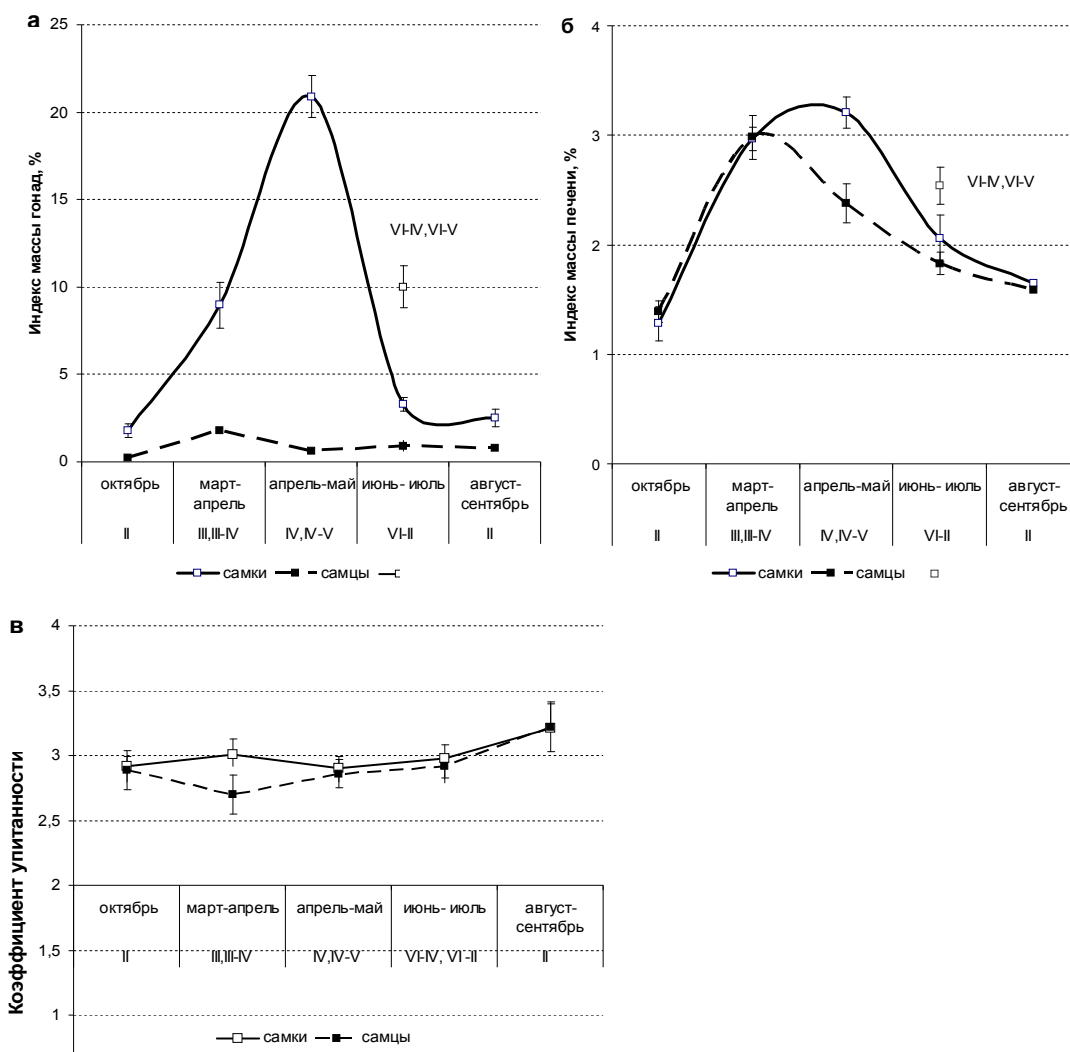 а
Индекс массы гонад, %
25
20
15
10
5
0
VI-IV,VI-V
октябрь март-апрель апрель-май июнь- июль август-сентябрь
II III,III-IV IV,IV-V VI-II II
самки самцы
б
Индекс массы печени, %
4
3
2
1
0
VI-IV,VI-V
октябрь март-апрель апрель-май июнь- июль август-сентябрь
II III,III-IV IV,IV-V VI-II II
самки самцы
в
Коэффициент упитанности
4
3,5
3
2,5
2
1,5
1
октябрь март-апрель апрель-май июнь- июль август-сентябрь
II III,III-IV IV,IV-V VI-IV, VI -II II
самки самцы